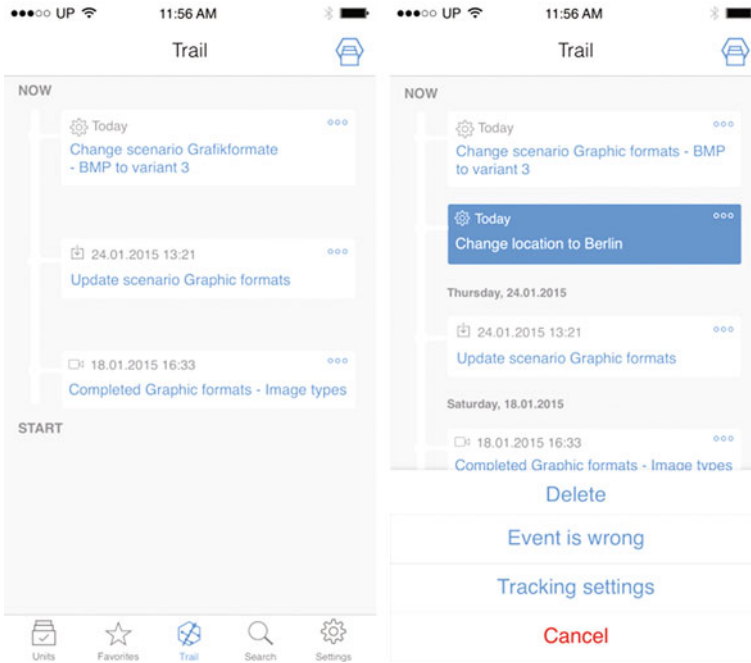 UP 11:56 AM
Trail
NOW
Today
Change scenario Grafikformate
- BMP to variant 3
24.01.2015 13:21
Update scenario Graphic formats
18.01.2015 16:33
Completed Graphic formats - Image types
START
Units Favorites Trail Search Settings
UP 11:56 AM
Trail
NOW
Today
Change scenario Graphic formats - BMP
to variant 3
Today
Change location to Berlin
Thursday, 24.01.2015
24.01.2015 13:21
Update scenario Graphic formats
Saturday, 18.01.2015
18.01.2015 16:33
Completed Graphic formats - Image types
Delete
Event is wrong
Tracking settings
Cancel